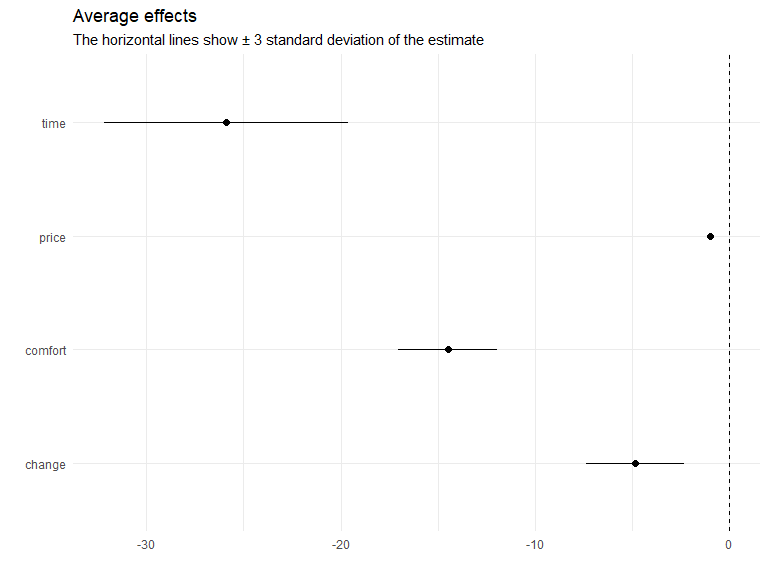 Average effects
The horizontal lines show ± 3 standard deviation of the estimate
time
price
comfort
change
-30
-20
-10
0